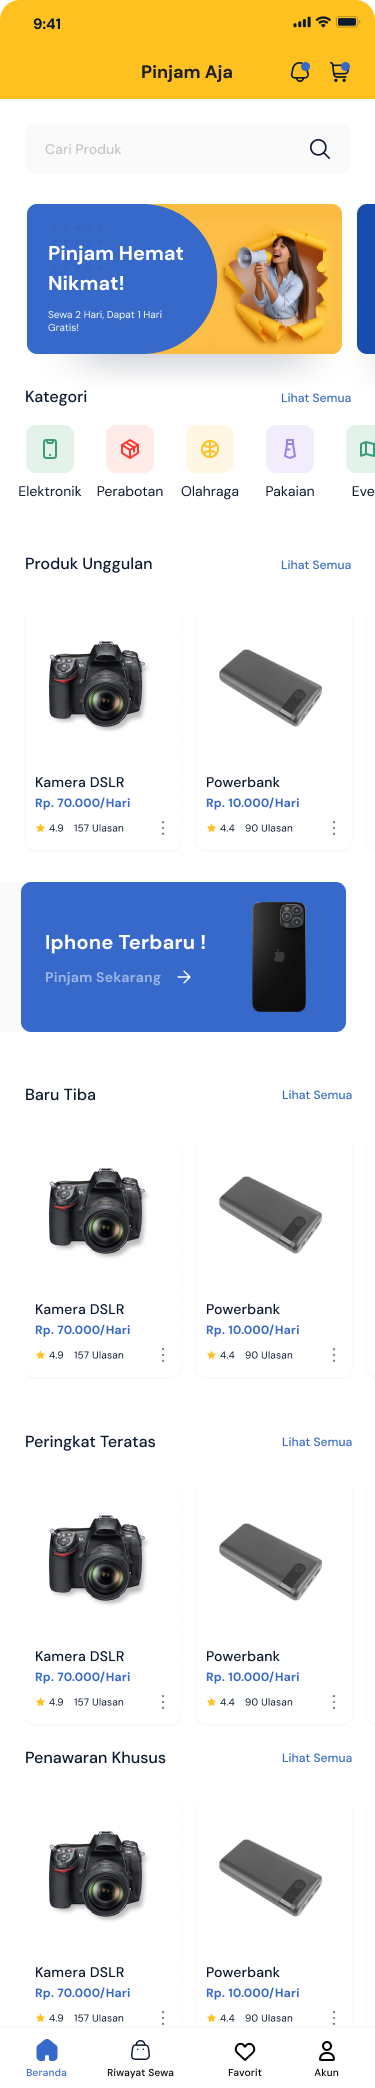 9:41
Pinjam Aja
Cari Produk
Pinjam Hemat
Nikmat!
Sewa 2 Hari, Dapat 1 Hari
Gratis!
Kategori Lihat Semua
Elektronik Perabotan Olahraga Pakaian Eve
Produk Unggulan Lihat Semua
Kamera DSLR Powerbank
Rp. 70.000/Hari Rp. 10.000/Hari
4.9 157 Ulasan 4.4 90 Ulasan
Iphone Terbaru !
Pinjam Sekarang
Baru Tiba Lihat Semua
Kamera DSLR Powerbank
Rp. 70.000/Hari Rp. 10.000/Hari
4.9 157 Ulasan 4.4 90 Ulasan
Peringkat Teratas Lihat Semua
Kamera DSLR Powerbank
Rp. 70.000/Hari Rp. 10.000/Hari
4.9 157 Ulasan 4.4 90 Ulasan
Penawaran Khusus Lihat Semua
Kamera DSLR Powerbank
Rp. 70.000/Hari Rp. 10.000/Hari
4.9 157 Ulasan 4.4 90 Ulasan
Beranda Riwayat Sewa Favorit Akun